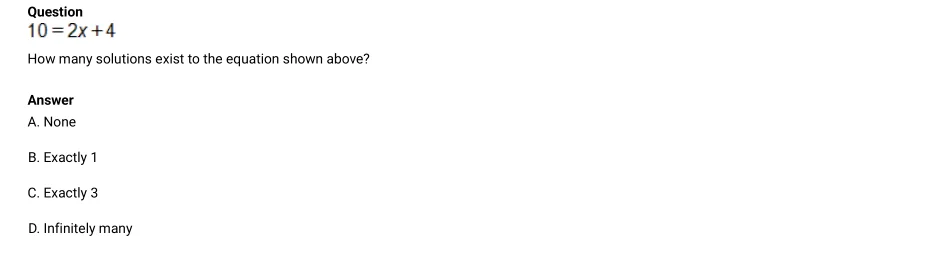 Question
10=2x+4
How many solutions exist to the equation shown above?
Answer
A. None
B. Exactly 1
C. Exactly 3
D. Infinitely many